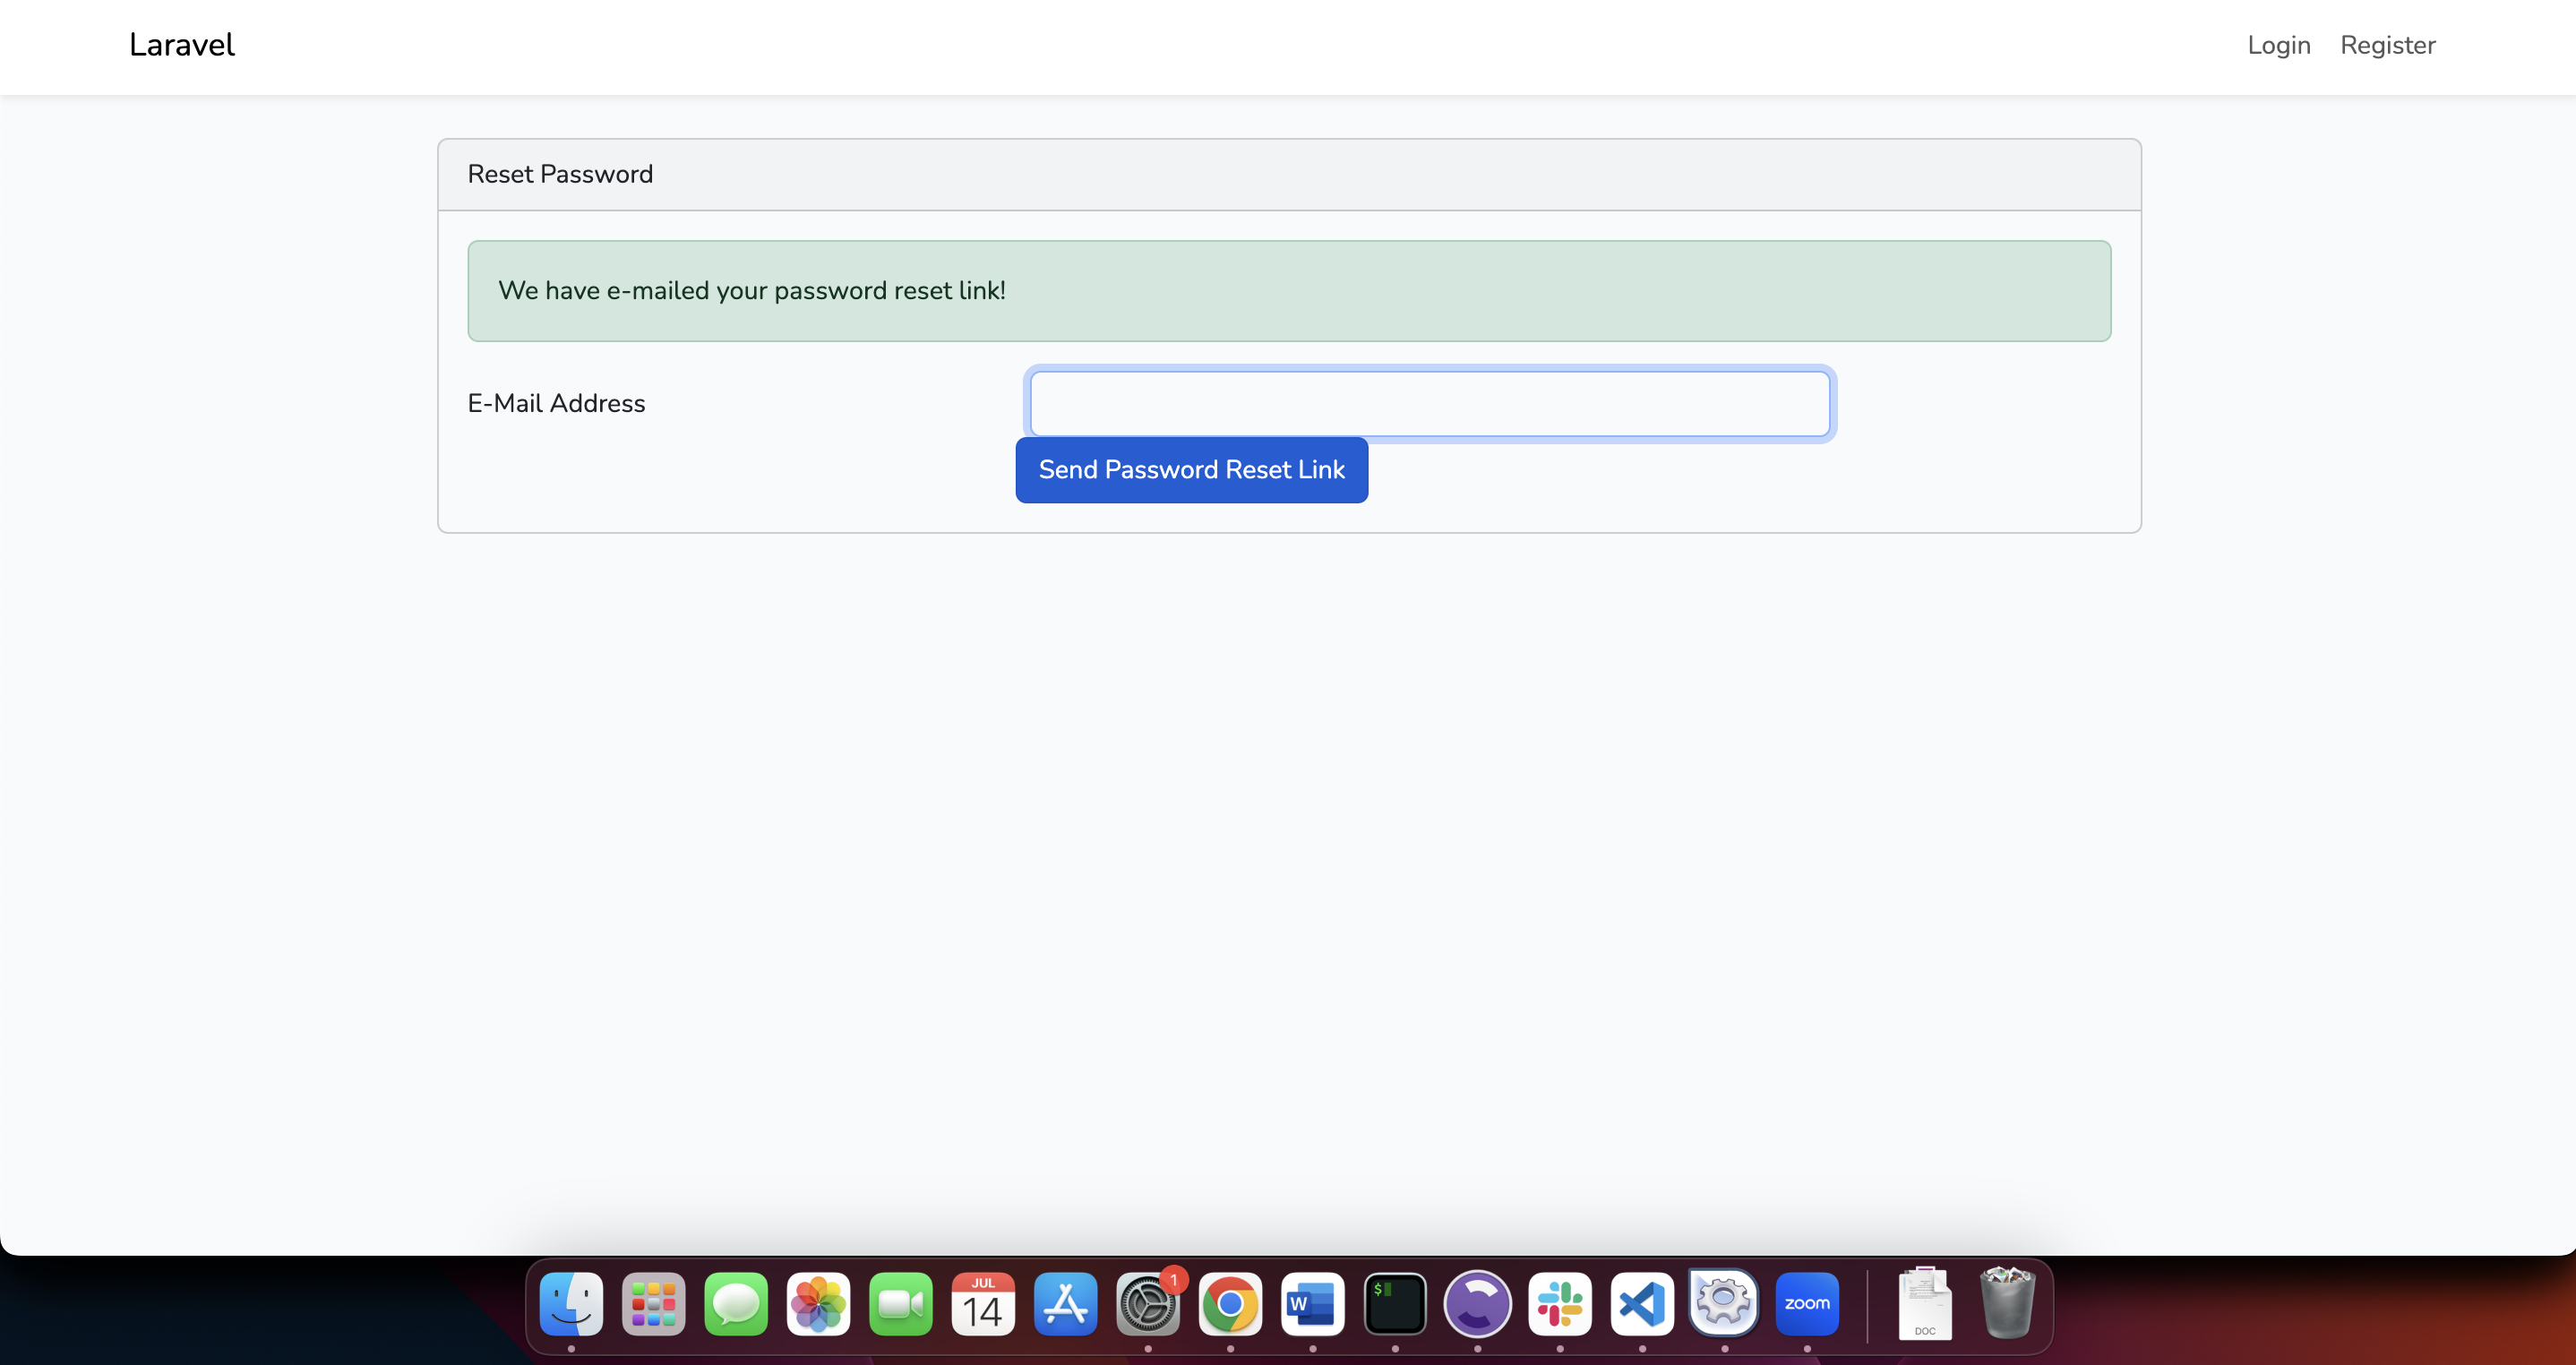 Laravel
Login Register
Reset Password
We have e-mailed your password reset link!
E-Mail Address
Send Password Reset Link
JUL
14
1
W
$
zoom
DOC